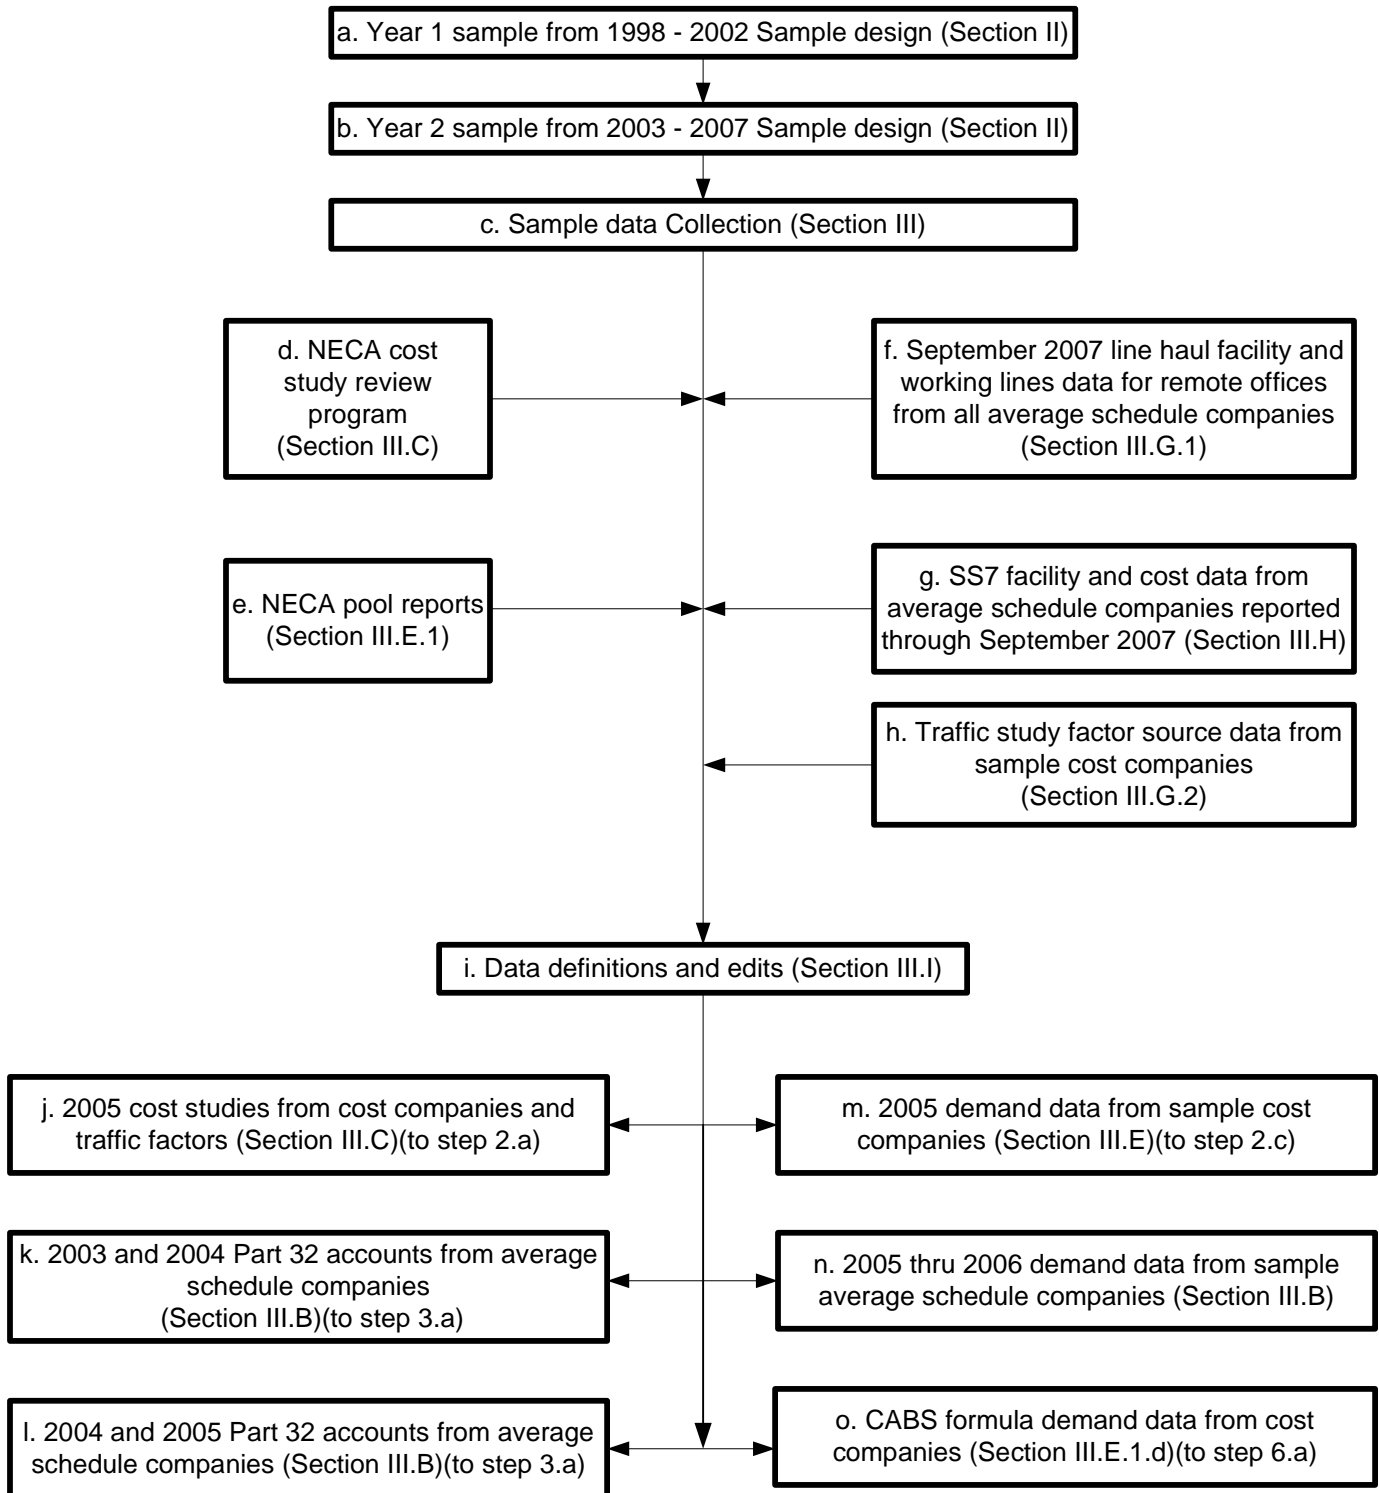 a. Year 1 sample from 1998 - 2002 Sample design (Section II)
b. Year 2 sample from 2003 - 2007 Sample design (Section II)
c. Sample data Collection (Section III)
d. NECA cost
study review
program
(Section III.C)
f. September 2007 line haul facility and
working lines data for remote offices
from all average schedule companies
(Section III.G.1)
e. NECA pool reports
(Section III.E.1)
g. SS7 facility and cost data from
average schedule companies reported
through September 2007 (Section III.H)
h. Traffic study factor source data from
sample cost companies
(Section III.G.2)
i. Data definitions and edits (Section III.I)
j. 2005 cost studies from cost companies and
traffic factors (Section III.C)(to step 2.a)
m. 2005 demand data from sample cost
companies (Section III.E)(to step 2.c)
k. 2003 and 2004 Part 32 accounts from average
schedule companies
(Section III.B)(to step 3.a)
n. 2005 thru 2006 demand data from sample
average schedule companies (Section III.B)
l. 2004 and 2005 Part 32 accounts from average
schedule companies (Section III.B)(to step 3.a)
o. CABS formula demand data from cost
companies (Section III.E.1.d)(to step 6.a)